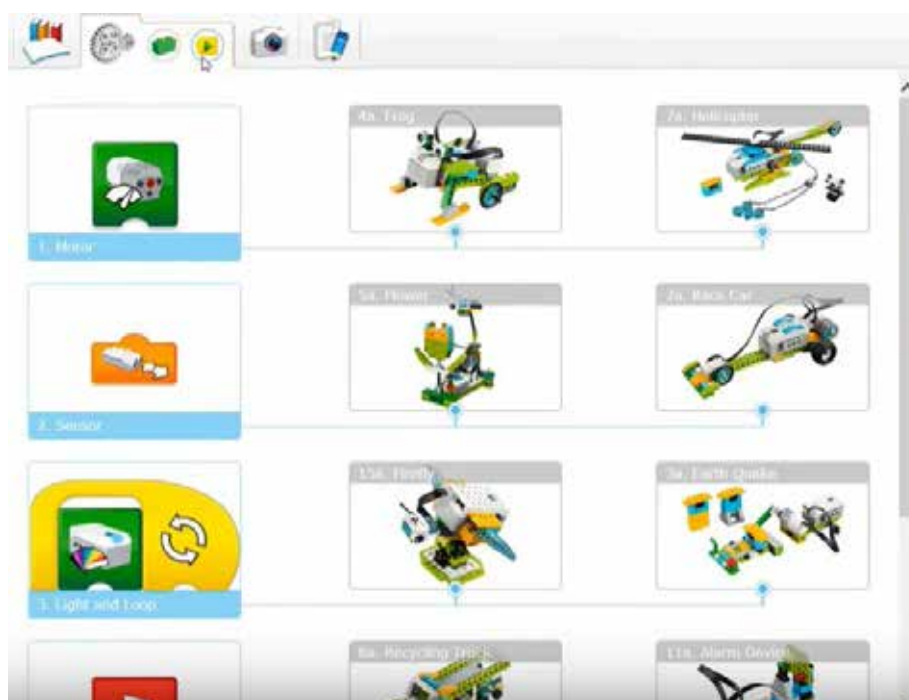 1. Motor
4a. Frog
7a. Helicopter
2. Sensor
5a. Flower
2a. Race Car
3. Light and Loop
15a. Firefly
3a. Earth Quake
8a. Recycling Truck
11a. Alarm Device